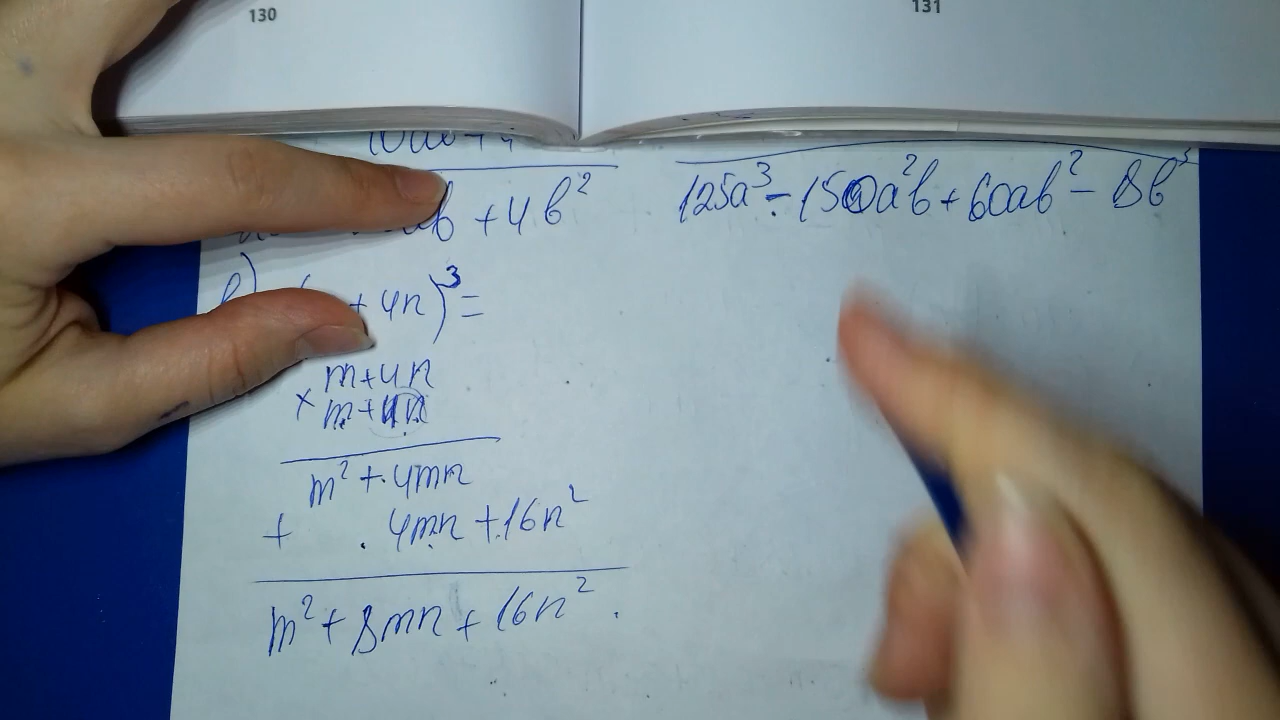 130
131
b + 4b²
125a³ - 150a²b + 60ab² - 8b³
+ 4n)³ =
m+4n
× m+4n
m² + 4mn
+ 4mn + 16n²
m² + 8mn + 16n².